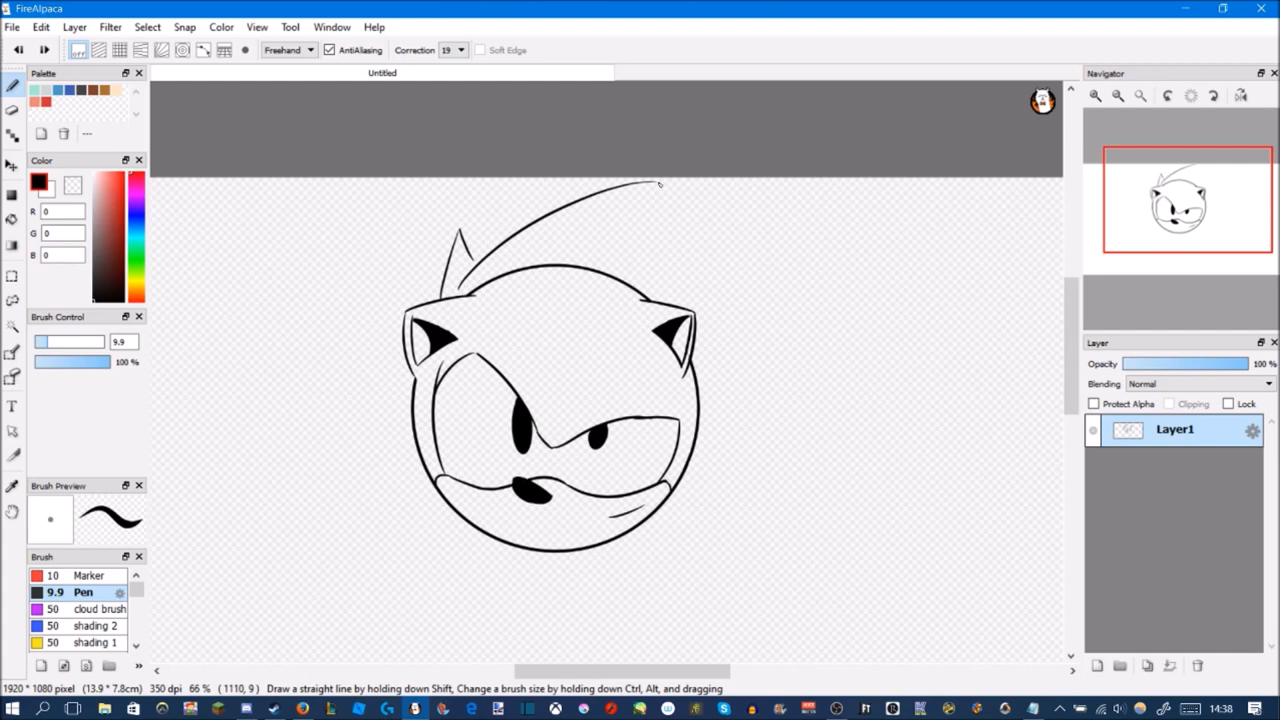 FireAlpaca
File Edit Layer Filter Select Snap Color View Tool Window Help
off Freehand AntiAliasing Correction 19 Soft Edge
Palette
Untitled
Navigator
Color
R 0
G 0
B 0
Brush Control
9.9
100 %
Layer
Opacity 100 %
Blending Normal
Protect Alpha Clipping Lock
Layer1
Brush Preview
Brush
10 Marker
9.9 Pen
50 cloud brush
50 shading 2
50 shading 1
1920 * 1080 pixel (13.9 * 7.8cm) 350 dpi 66 % ( 1110, 9 ) Draw a straight line by holding down Shift, Change a brush size by holding down Ctrl, Alt, and dragging
14:38